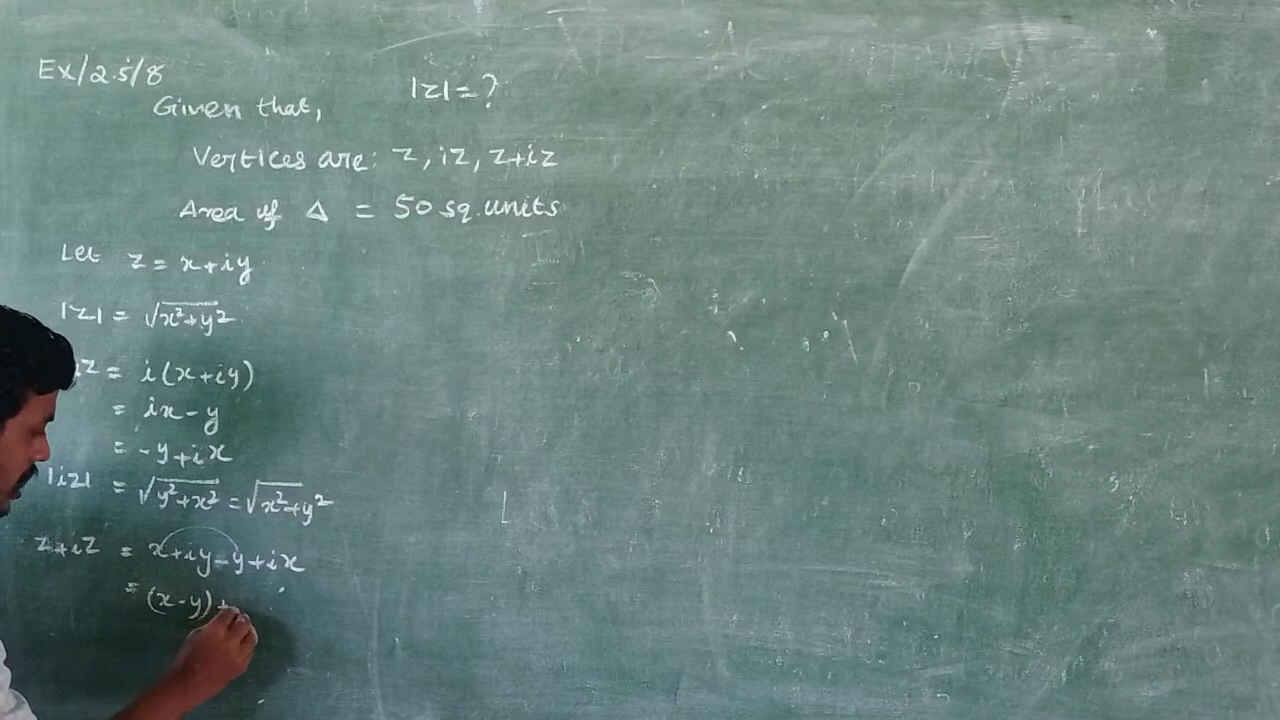 Ex/2.5/8
|z| = ?
Given that,
Vertices are: z, iz, z+iz
Area of Δ = 50 sq. units
Let z = x+iy
|z| = √x²+y²
iz = i(x+iy)
= ix-y
= -y+ix
|iz| = √y²+x² = √x²+y²
z+iz = x+iy-y+ix
= (x-y)+